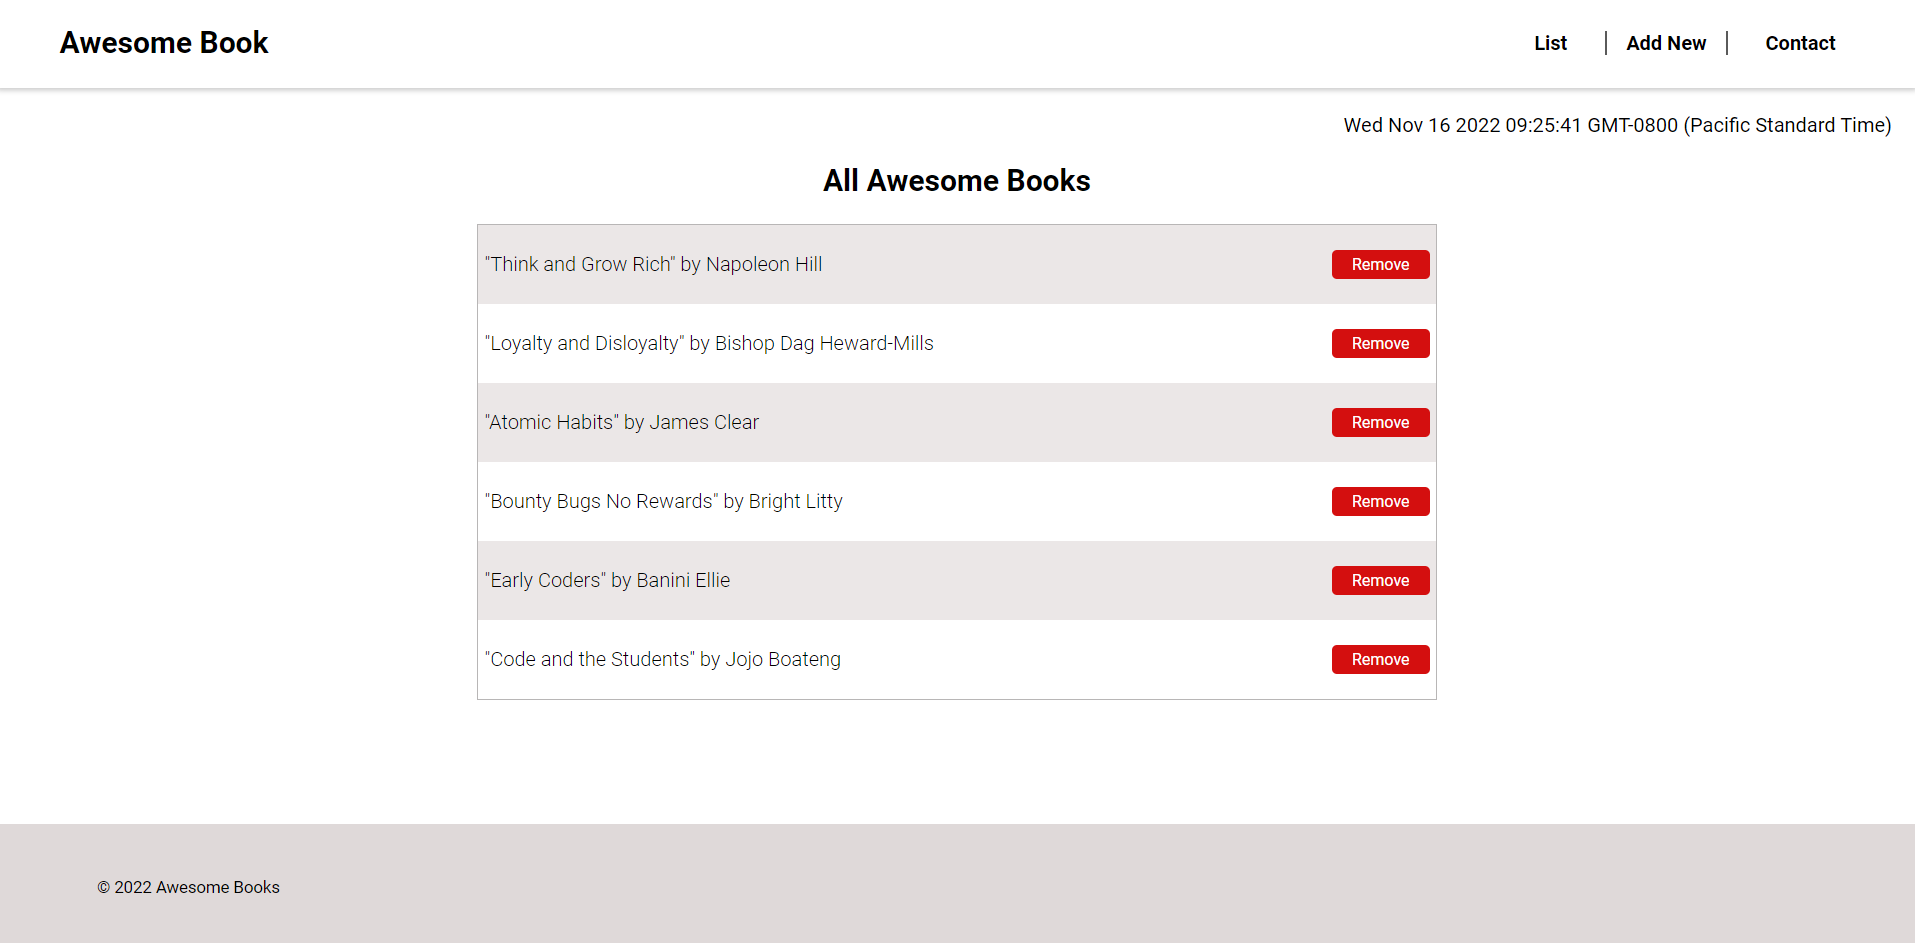 Awesome Book
List
Add New
Contact
Wed Nov 16 2022 09:25:41 GMT-0800 (Pacific Standard Time)
All Awesome Books
"Think and Grow Rich" by Napoleon Hill
Remove
"Loyalty and Disloyalty" by Bishop Dag Heward-Mills
Remove
"Atomic Habits" by James Clear
Remove
"Bounty Bugs No Rewards" by Bright Litty
Remove
"Early Coders" by Banini Ellie
Remove
"Code and the Students" by Jojo Boateng
Remove
© 2022 Awesome Books